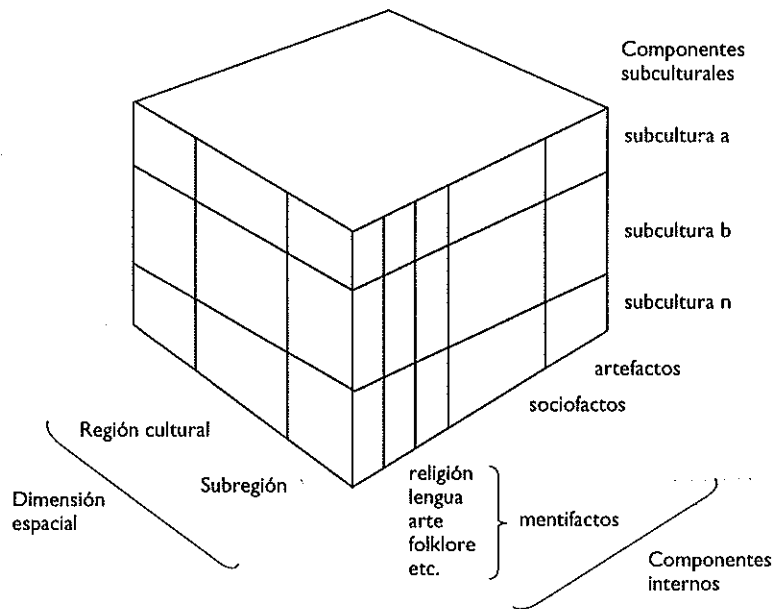 Componentes
subculturales
subcultura a
subcultura b
subcultura n
artefactos
sociofactos
Región cultural
Subregión
Dimensión
espacial
religión
lengua
arte
folklore
etc.
mentifactos
Componentes
internos